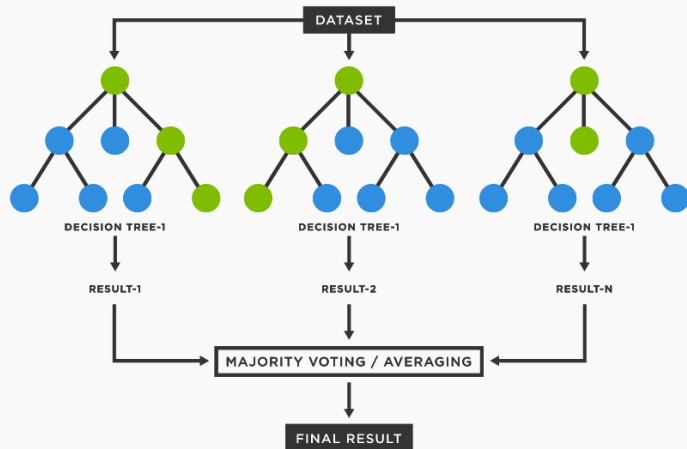 DATASET
DECISION TREE-1
DECISION TREE-1
DECISION TREE-1
RESULT-1
RESULT-2
RESULT-N
MAJORITY VOTING / AVERAGING
FINAL RESULT